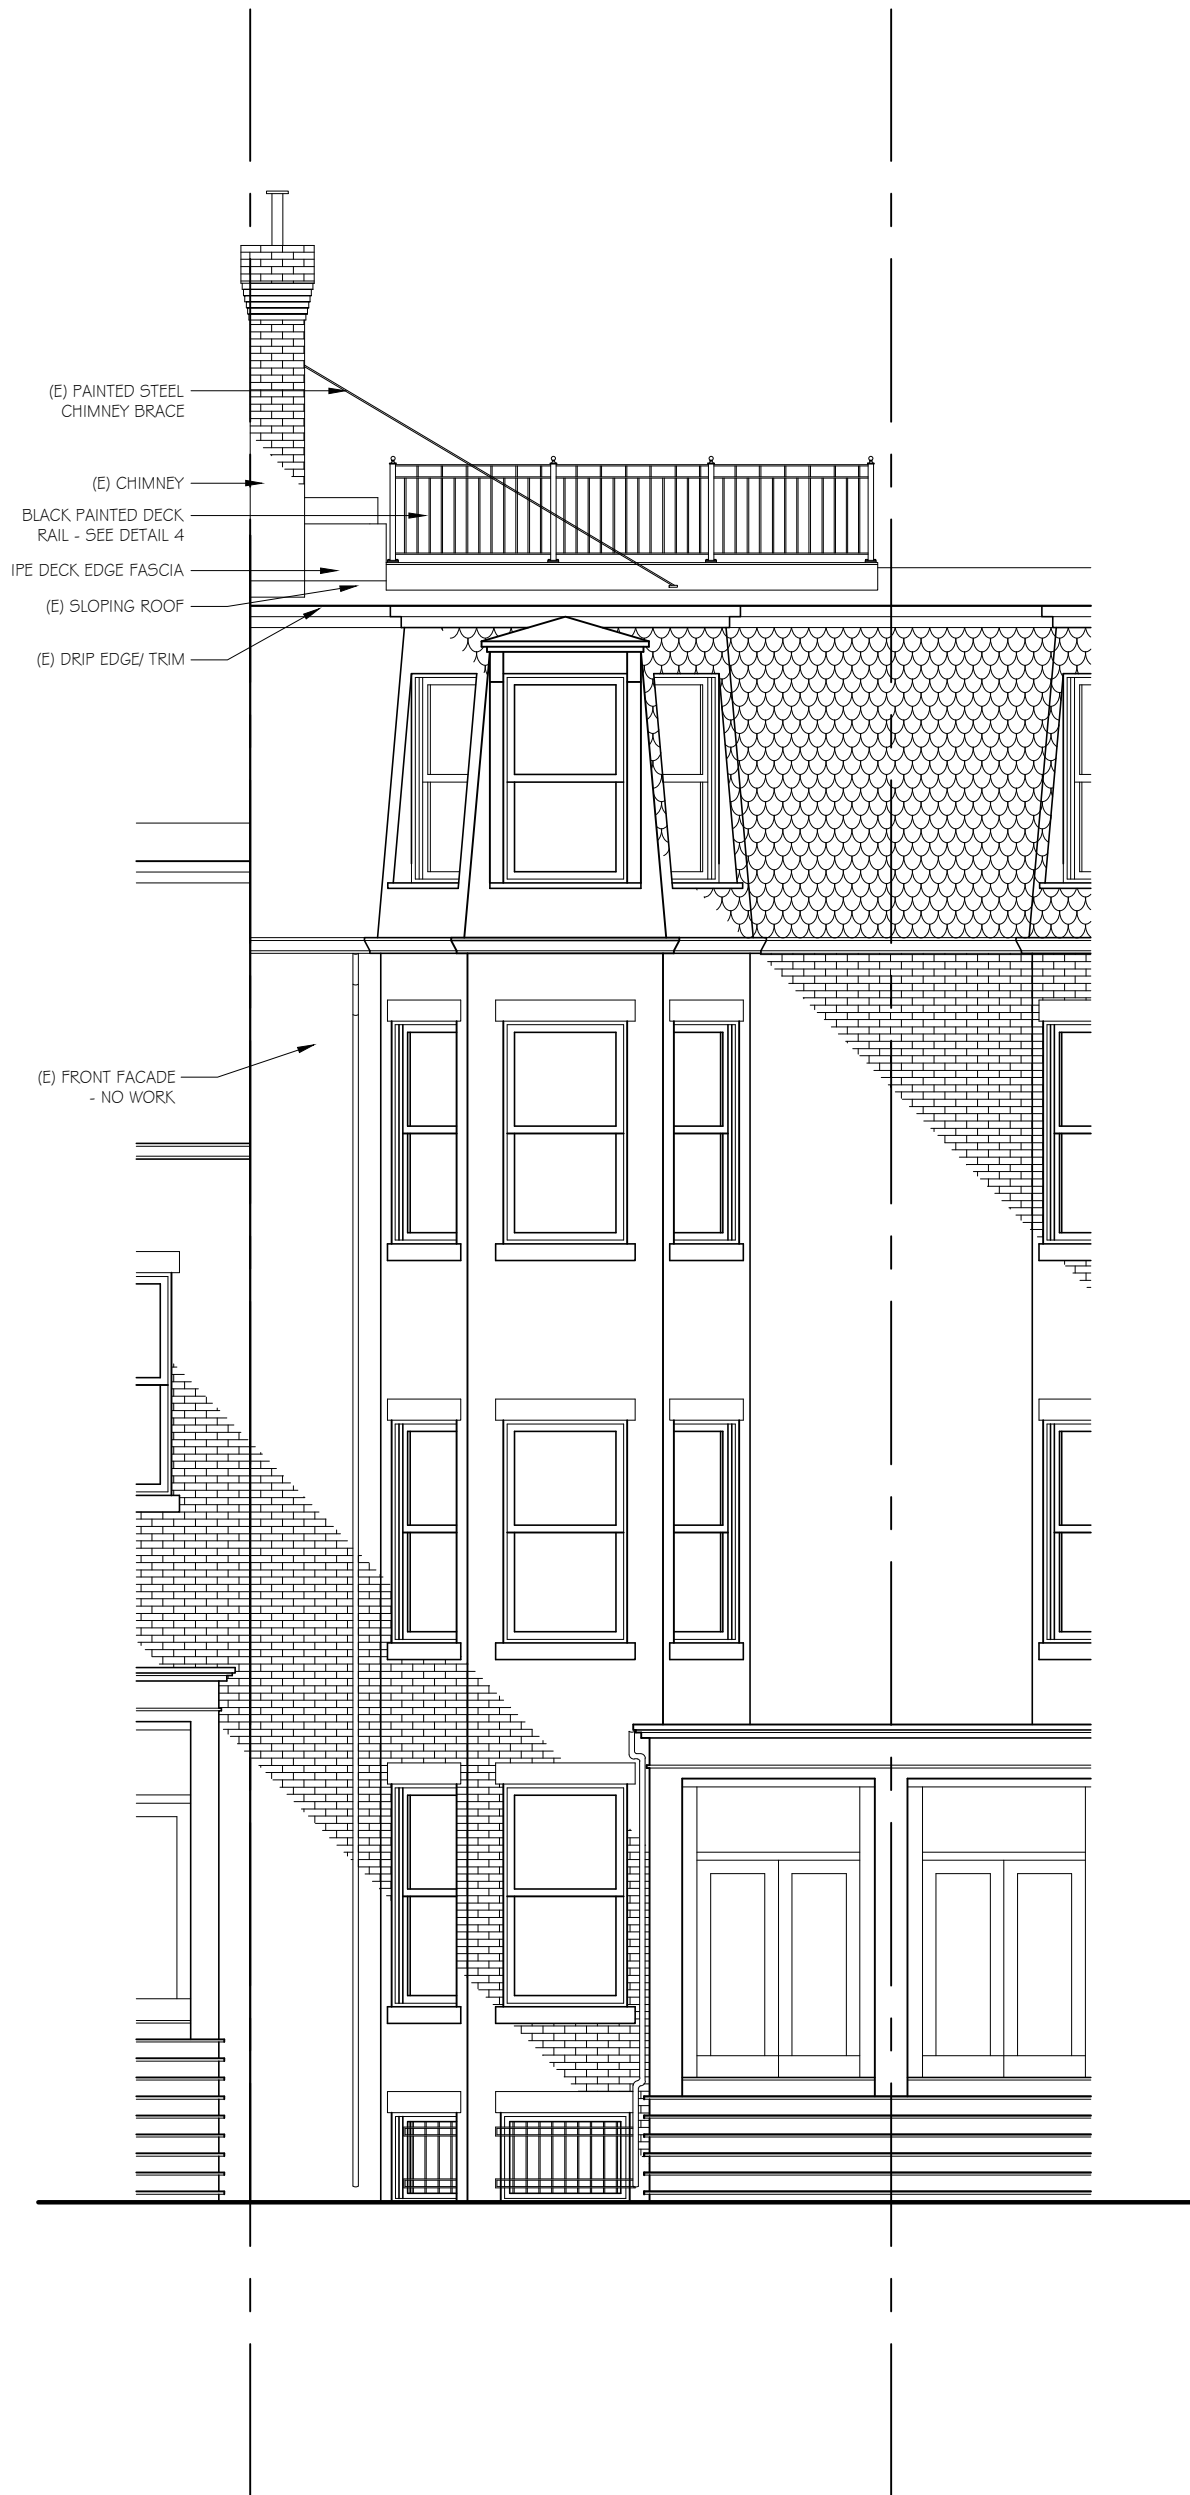 (E) PAINTED STEEL
CHIMNEY BRACE
(E) CHIMNEY
BLACK PAINTED DECK
RAIL - SEE DETAIL 4
IPE DECK EDGE FASCIA
(E) SLOPING ROOF
(E) DRIP EDGE/ TRIM
(E) FRONT FACADE
- NO WORK